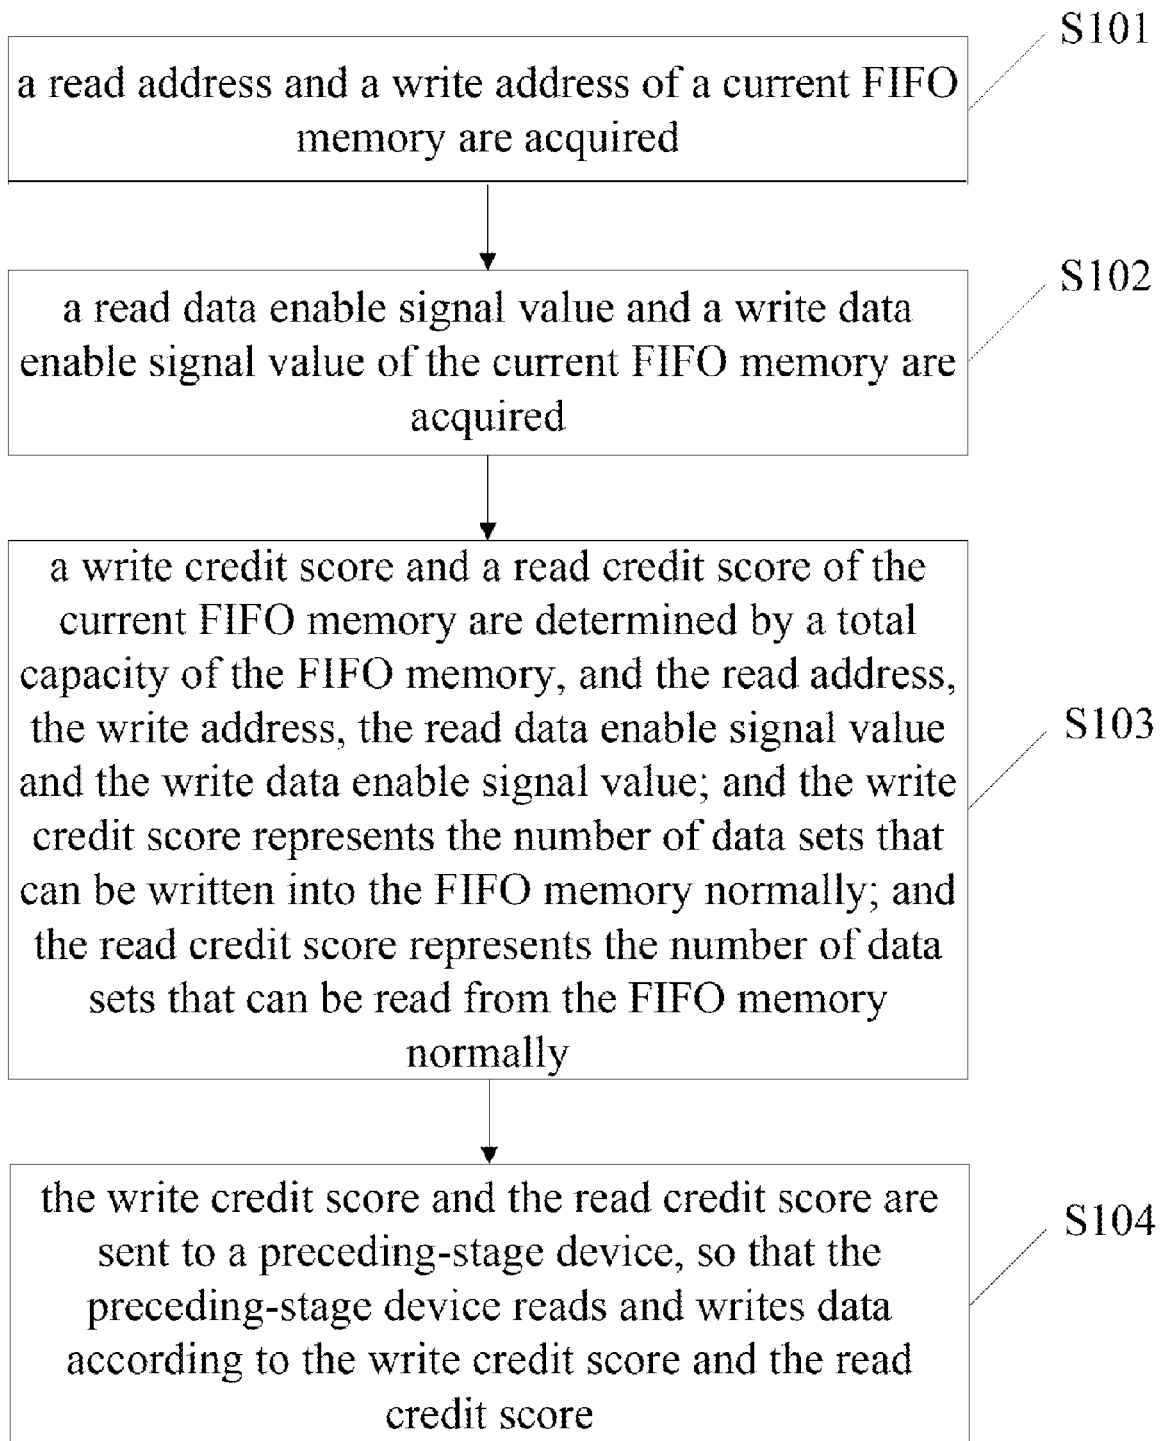 S101
a read address and a write address of a current FIFO
memory are acquired
S102
a read data enable signal value and a write data
enable signal value of the current FIFO memory are
acquired
a write credit score and a read credit score of the
current FIFO memory are determined by a total
capacity of the FIFO memory, and the read address,
the write address, the read data enable signal value
and the write data enable signal value; and the write
credit score represents the number of data sets that
can be written into the FIFO memory normally; and
the read credit score represents the number of data
sets that can be read from the FIFO memory
normally
S103
the write credit score and the read credit score are
sent to a preceding-stage device, so that the
preceding-stage device reads and writes data
according to the write credit score and the read
credit score
S104